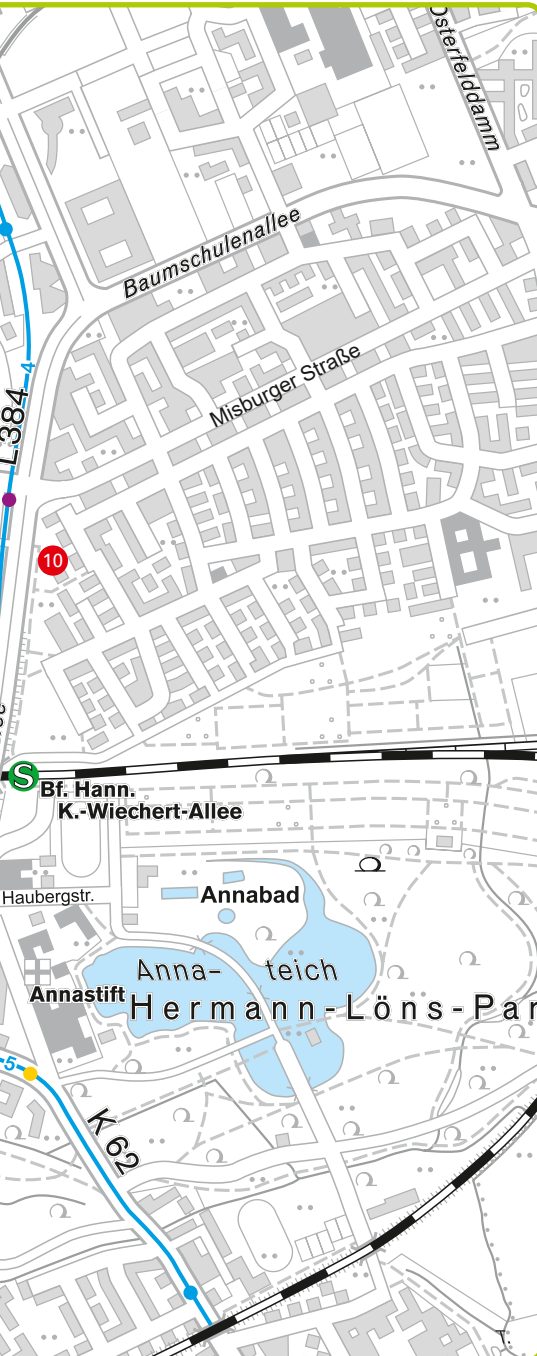 Osterfelddamm
Baumschulenallee
4
Misburger Straße
L384
10
S
Bf. Hann.
K.-Wiechert-Allee
Haubergstr.
Annabad
Anna- teich
Annastift
Hermann-Löns-Par
5
K 62